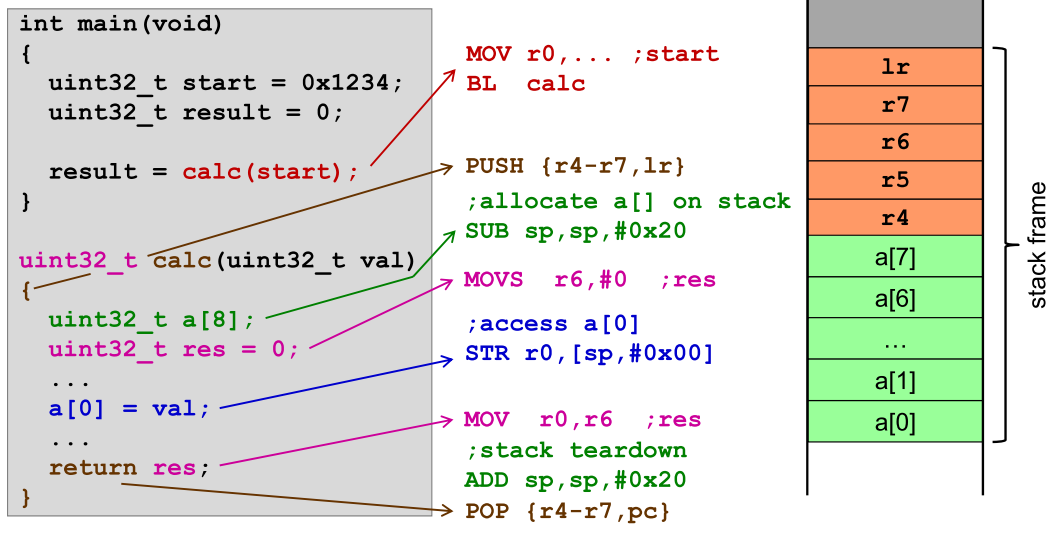 int main(void)
{
uint32_t start = 0x1234;
uint32_t result = 0;
result = calc(start);
}
uint32_t calc(uint32_t val)
{
uint32_t a[8];
uint32_t res = 0;
...
a[0] = val;
...
return res;
}
MOV r0,... ;start
BL calc
PUSH {r4-r7,lr}
;allocate a[] on stack
SUB sp,sp,#0x20
MOVS r6,#0 ;res
;access a[0]
STR r0,[sp,#0x00]
MOV r0,r6 ;res
;stack teardown
ADD sp,sp,#0x20
POP {r4-r7,pc}
lr
r7
r6
r5
r4
a[7]
a[6]
...
a[1]
a[0]
stack frame